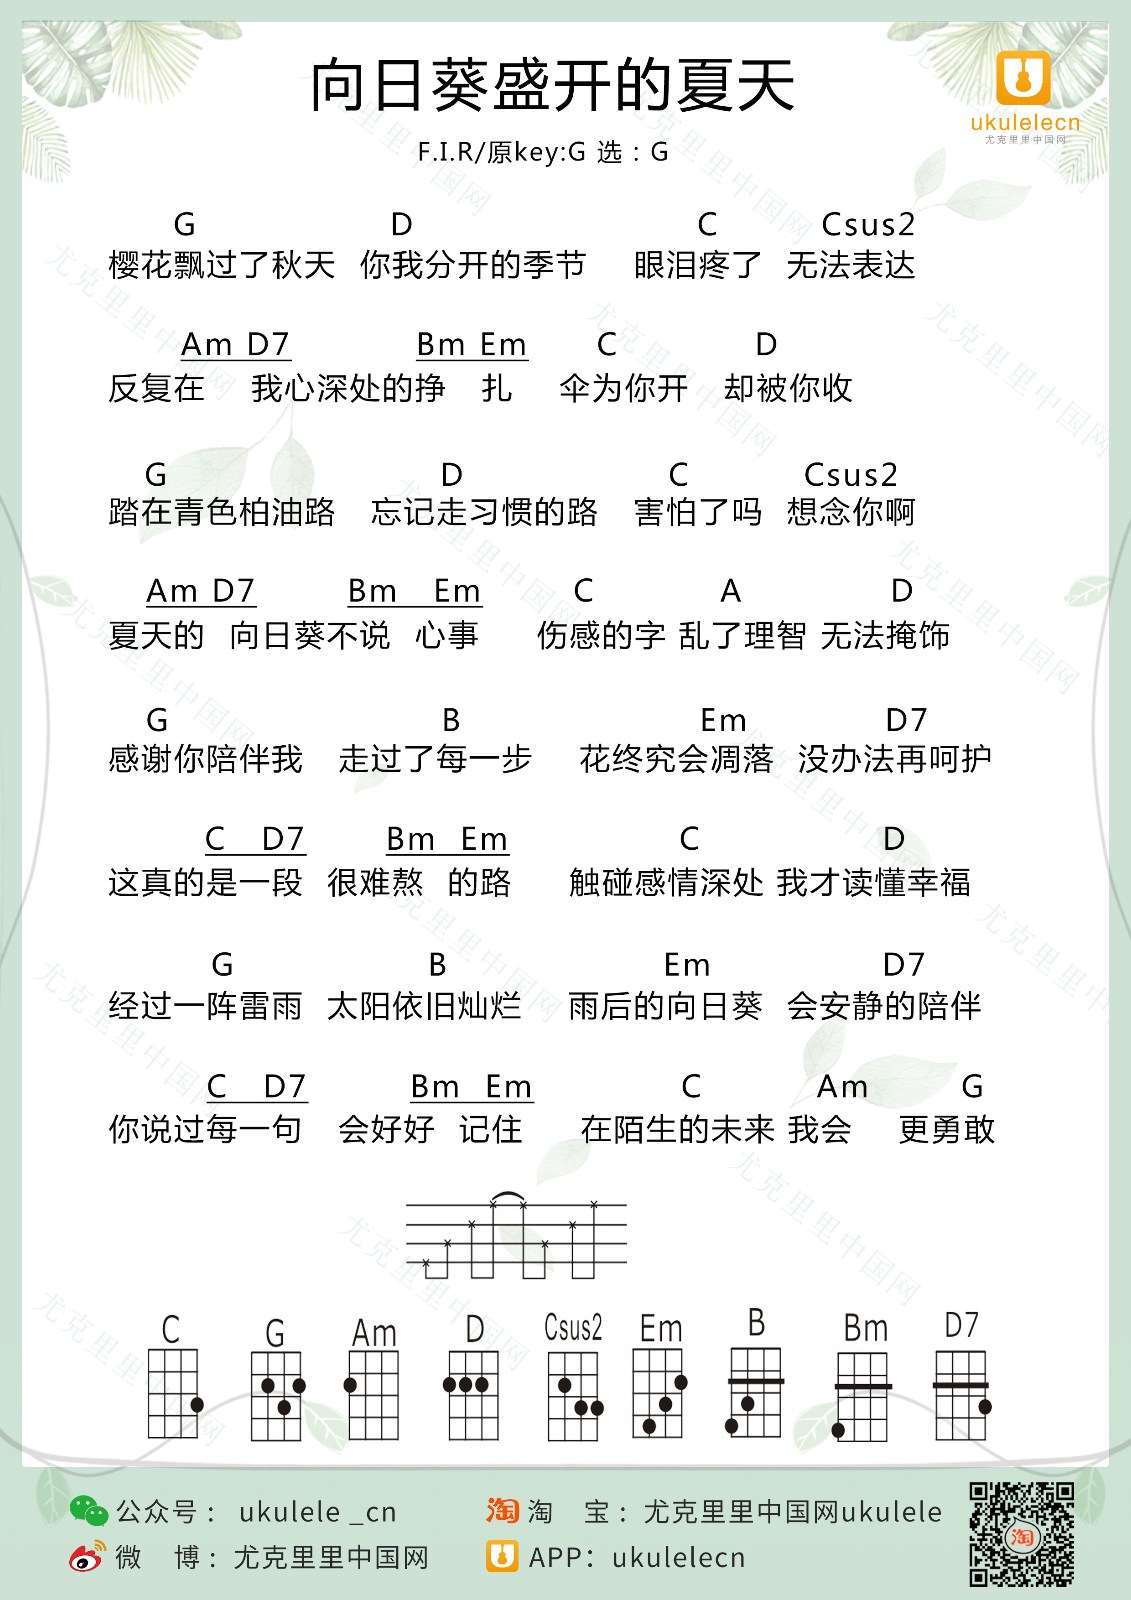 向日葵盛开的夏天
F.I.R/原key:G 选：G
ukulelecn
尤克里里中国网
G D C Csus2
樱花飘过了秋天 你我分开的季节 眼泪疼了 无法表达
Am D7 Bm Em C D
反复在 我心深处的挣 扎 伞为你开 却被你收
G D C Csus2
踏在青色柏油路 忘记走习惯的路 害怕了吗 想念你啊
Am D7 Bm Em C A D
夏天的 向日葵不说 心事 伤感的字 乱了理智 无法掩饰
G B Em D7
感谢你陪伴我 走过了每一步 花终究会凋落 没办法再呵护
C D7 Bm Em C D
这真的是一段 很难熬 的路 触碰感情深处 我才读懂幸福
G B Em D7
经过一阵雷雨 太阳依旧灿烂 雨后的向日葵 会安静的陪伴
C D7 Bm Em C Am G
你说过每一句 会好好 记住 在陌生的未来 我会 更勇敢
C G Am D Csus2 Em B Bm D7
公众号： ukulele _cn 淘 淘 宝：尤克里里中国网ukulele
微 博：尤克里里中国网 APP：ukulelecn
淘